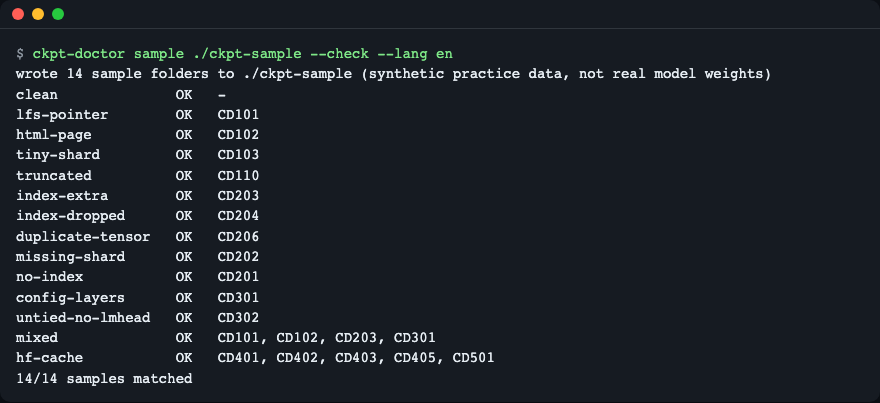 $ ckpt-doctor sample ./ckpt-sample --check --lang en
wrote 14 sample folders to ./ckpt-sample (synthetic practice data, not real model weights)
clean OK –
lfs-pointer OK CD101
html-page OK CD102
tiny-shard OK CD103
truncated OK CD110
index-extra OK CD203
index-dropped OK CD204
duplicate-tensor OK CD206
missing-shard OK CD202
no-index OK CD201
config-layers OK CD301
untied-no-lmhead OK CD302
mixed OK CD101, CD102, CD203, CD301
hf-cache OK CD401, CD402, CD403, CD405, CD501
14/14 samples matched